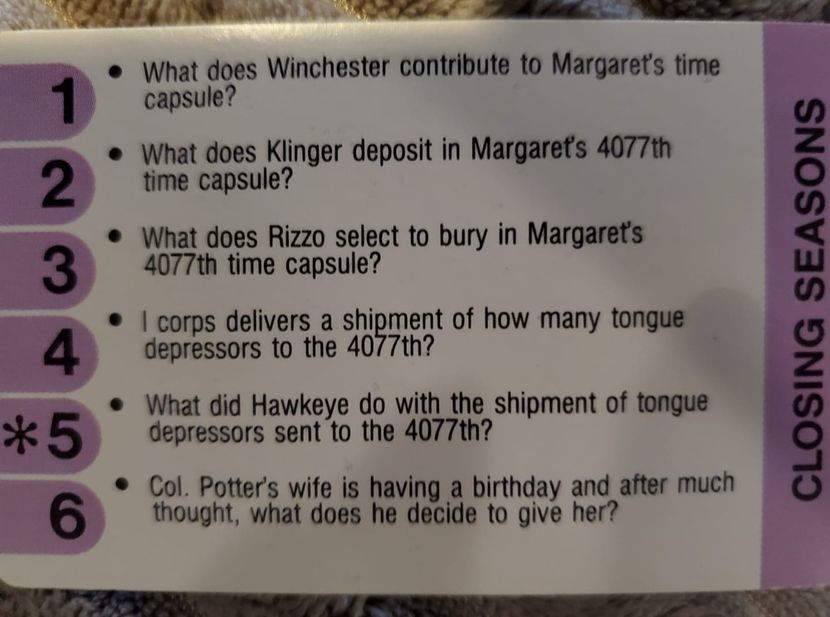 1 • What does Winchester contribute to Margaret's time
capsule?
2 • What does Klinger deposit in Margaret's 4077th
time capsule?
3 • What does Rizzo select to bury in Margaret's
4077th time capsule?
4 • I corps delivers a shipment of how many tongue
depressors to the 4077th?
*5 • What did Hawkeye do with the shipment of tongue
depressors sent to the 4077th?
6 • Col. Potter's wife is having a birthday and after much
thought, what does he decide to give her?
CLOSING SEASONS